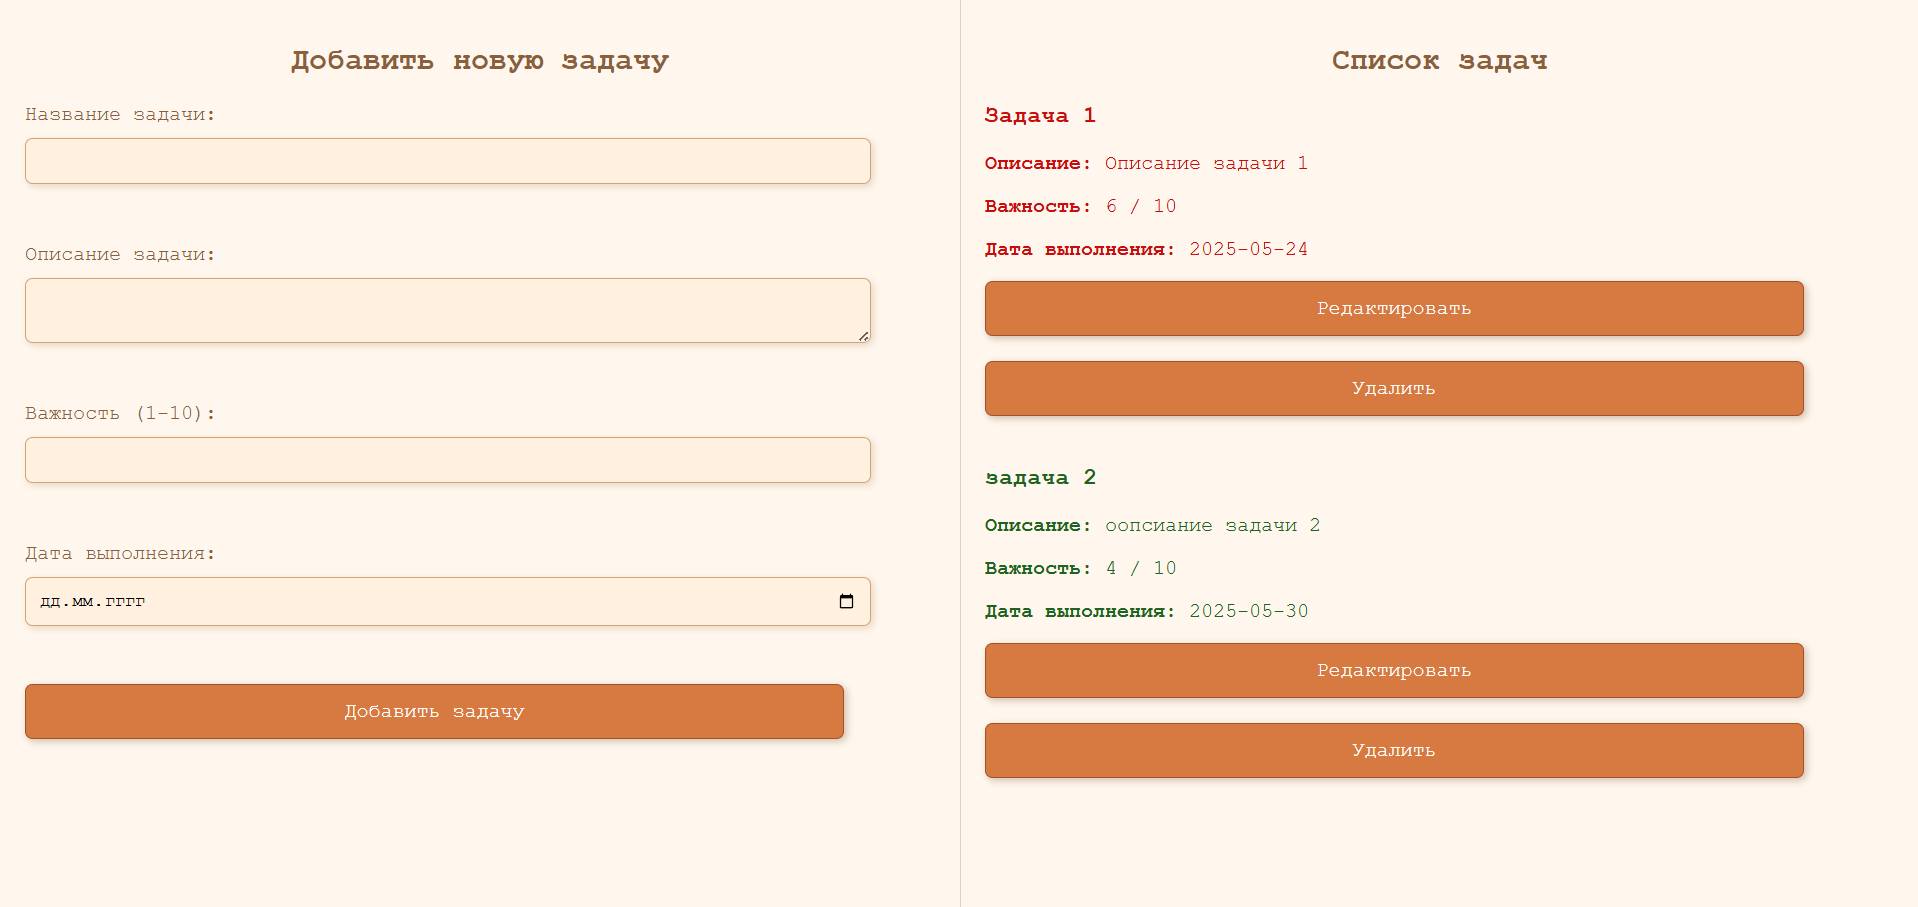 Добавить новую задачу
Название задачи:
Описание задачи:
Важность (1-10):
Дата выполнения:
дд.мм.гггг
Добавить задачу
Список задач
Задача 1
Описание: Описание задачи 1
Важность: 6 / 10
Дата выполнения: 2025-05-24
Редактировать
Удалить
задача 2
Описание: оопсиание задачи 2
Важность: 4 / 10
Дата выполнения: 2025-05-30
Редактировать
Удалить